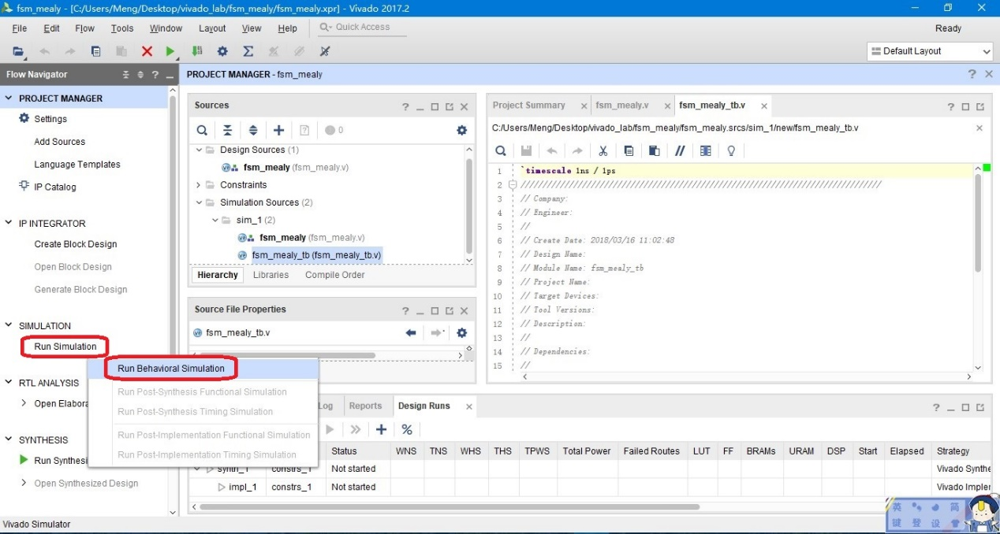 fsm_mealy - [C:/Users/Meng/Desktop/vivado_lab/fsm_mealy/fsm_mealy.xpr] - Vivado 2017.2
File Edit Flow Tools Window Layout View Help Quick Access Ready
Default Layout
Flow Navigator
PROJECT MANAGER - fsm_mealy
PROJECT MANAGER
Settings
Add Sources
Language Templates
IP Catalog
IP INTEGRATOR
Create Block Design
Open Block Design
Generate Block Design
SIMULATION
Run Simulation
Run Behavioral Simulation
Run Post-Synthesis Functional Simulation
Run Post-Synthesis Timing Simulation
Run Post-Implementation Functional Simulation
Run Post-Implementation Timing Simulation
RTL ANALYSIS
Open Elabora
SYNTHESIS
Run Synthesi
Open Synthesized Design
Sources
0
Design Sources (1)
fsm_mealy (fsm_mealy.v)
Constraints
Simulation Sources (2)
sim_1 (2)
fsm_mealy (fsm_mealy.v)
fsm_mealy_tb (fsm_mealy_tb.v)
Hierarchy Libraries Compile Order
Source File Properties
fsm_mealy_tb.v
Project Summary fsm_mealy.v fsm_mealy_tb.v
C:/Users/Meng/Desktop/vivado_lab/fsm_mealy/fsm_mealy.srcs/sim_1/new/fsm_mealy_tb.v
1 `timescale 1ns / 1ps
2 //////////////////////////////////////////////////////////////////////////////////
3 // Company:
4 // Engineer:
5 //
6 // Create Date: 2018/03/16 11:02:48
7 // Design Name:
8 // Module Name: fsm_mealy_tb
9 // Project Name:
10 // Target Devices:
11 // Tool Versions:
12 // Description:
13 //
14 // Dependencies:
15 //
Log Reports Design Runs
Status WNS TNS WHS THS TPWS Total Power Failed Routes LUT FF BRAMs URAM DSP Start Elapsed Strategy
synth_1 constrs_1 Not started Vivado Synthe
impl_1 constrs_1 Not started Vivado Impler
Vivado Simulator
英 简
键 登 设